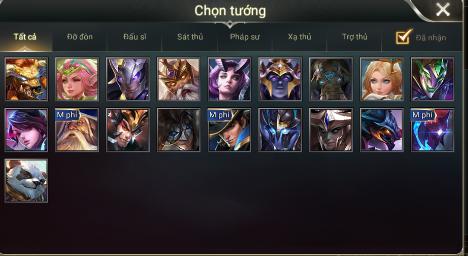 Chọn tướng
Tất cả Đỡ đòn Đấu sĩ Sát thủ Pháp sư Xạ thủ Trợ thủ Đã nhận
M phí M phí M phí